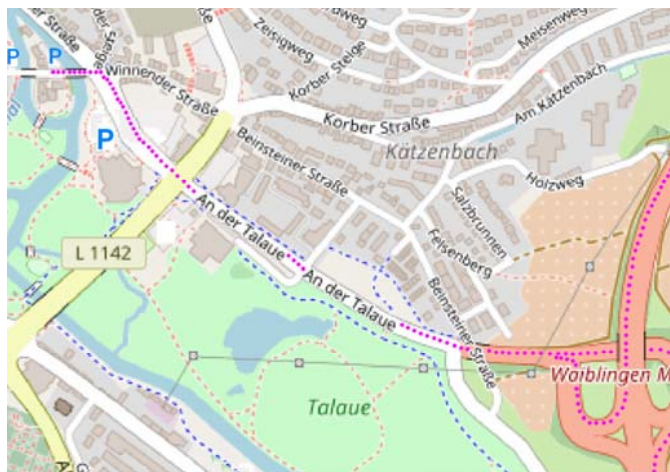 Zeisigweg
Meisenweg
P
P
Winnender Straße
Korber Steige
Korber Straße
Am Kätzenbach
P
Beinsteiner Straße
Kätzenbach
Holzweg
An der Talaue
Salzbrunnen
Felsenberg
L 1142
An der Talaue
Beinsteiner Straße
Waiblingen M
Talaue